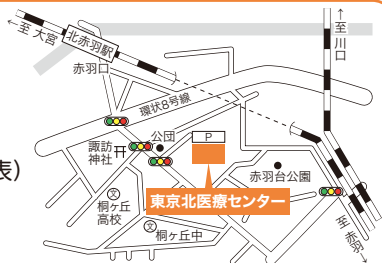 ←至 大宮
北赤羽駅
赤羽口
↑
至
川
口
環状8号線
公団
P
諏訪
神社
赤羽台公園
表)
東京北医療センター
文
桐ヶ丘
高校
文
桐ヶ丘中
至
赤羽
↓